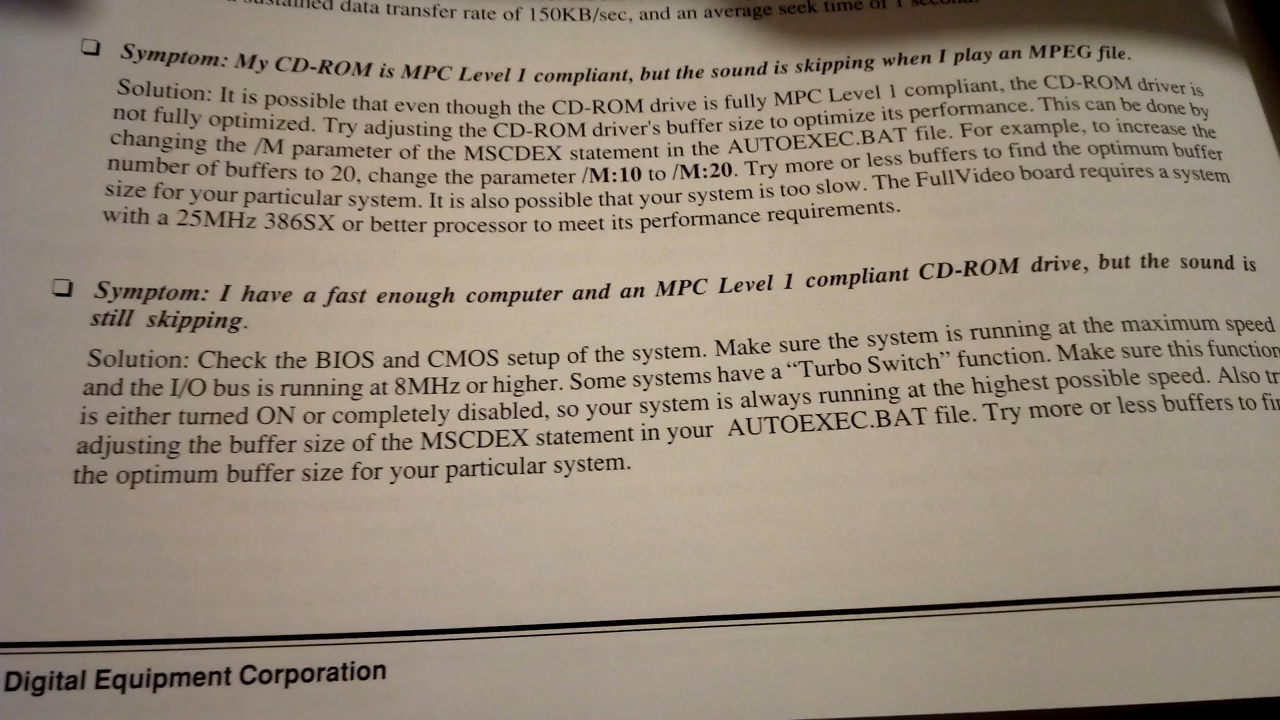 sustained data transfer rate of 150KB/sec, and an average seek time of 1 second.
❏ Symptom: My CD-ROM is MPC Level 1 compliant, but the sound is skipping when I play an MPEG file.
Solution: It is possible that even though the CD-ROM drive is fully MPC Level 1 compliant, the CD-ROM driver is
not fully optimized. Try adjusting the CD-ROM driver's buffer size to optimize its performance. This can be done by
changing the /M parameter of the MSCDEX statement in the AUTOEXEC.BAT file. For example, to increase the
number of buffers to 20, change the parameter /M:10 to /M:20. Try more or less buffers to find the optimum buffer
size for your particular system. It is also possible that your system is too slow. The FullVideo board requires a system
with a 25MHz 386SX or better processor to meet its performance requirements.
❏ Symptom: I have a fast enough computer and an MPC Level 1 compliant CD-ROM drive, but the sound is
still skipping.
Solution: Check the BIOS and CMOS setup of the system. Make sure the system is running at the maximum speed
and the I/O bus is running at 8MHz or higher. Some systems have a “Turbo Switch” function. Make sure this function
is either turned ON or completely disabled, so your system is always running at the highest possible speed. Also
adjusting the buffer size of the MSCDEX statement in your AUTOEXEC.BAT file. Try more or less buffers to
the optimum buffer size for your particular system.
Digital Equipment Corporation